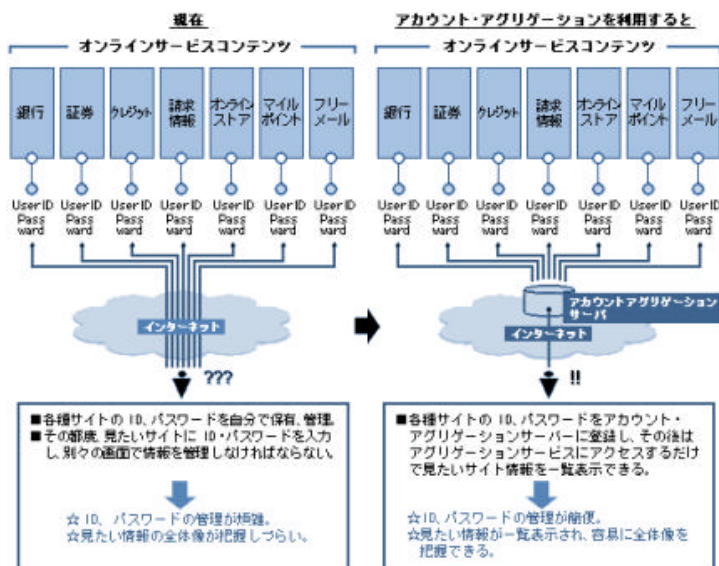 現在
オンラインサービスコンテンツ
銀行
証券
クレジット
請求
情報
オンライン
ストア
マイル
ポイント
フリー
メール
User ID
Pass
ward
User ID
Pass
ward
User ID
Pass
ward
User ID
Pass
ward
User ID
Pass
ward
User ID
Pass
ward
User ID
Pass
ward
インターネット
???
■各種サイトの ID、パスワードを自分で保有、管理。
■その都度、見たいサイトに ID・パスワードを入力
し、別々の画面で情報を管理しなければならない。
☆ID、パスワードの管理が煩雑。
☆見たい情報の全体像が把握しづらい。
アカウント・アグリゲーションを利用すると
オンラインサービスコンテンツ
銀行
証券
クレジット
請求
情報
オンライン
ストア
マイル
ポイント
フリー
メール
User ID
Pass
ward
User ID
Pass
ward
User ID
Pass
ward
User ID
Pass
ward
User ID
Pass
ward
User ID
Pass
ward
User ID
Pass
ward
アカウントアグリゲーション
サーバ
インターネット
!!
■各種サイトの ID、パスワードをアカウント・
アグリゲーションサーバーに登録し、その後は
アグリゲーションサービスにアクセスするだけ
で見たいサイト情報を一覧表示できる。
☆ID、パスワードの管理が簡便。
☆見たい情報が一覧表示され、容易に全体像を
把握できる。